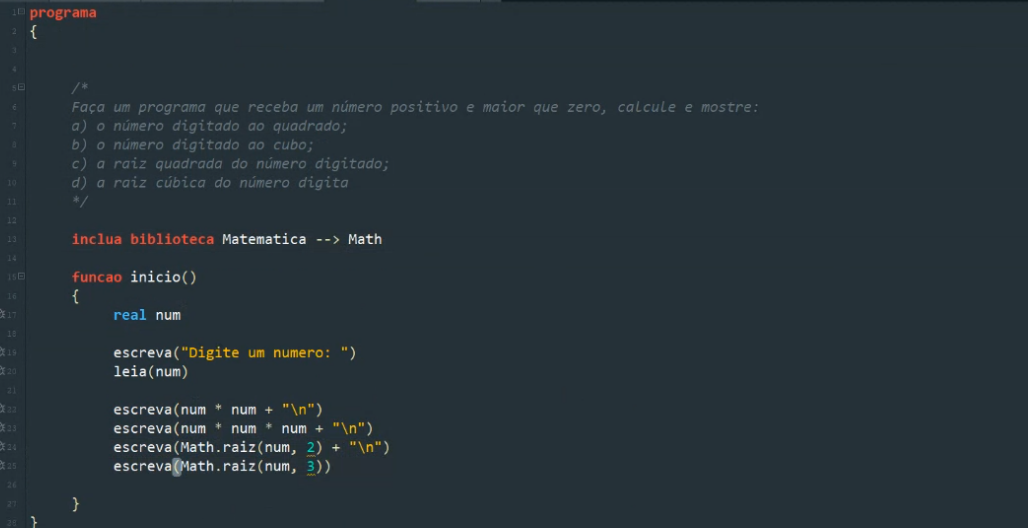 1 programa
2 {
3
4
5 /*
6 Faça um programa que receba um número positivo e maior que zero, calcule e mostre:
7 a) o número digitado ao quadrado;
8 b) o número digitado ao cubo;
9 c) a raiz quadrada do número digitado;
10 d) a raiz cúbica do número digita
11 */
12
13 inclua biblioteca Matematica --> Math
14
15 funcao inicio()
16 {
17 real num
18
19 escreva("Digite um numero: ")
20 leia(num)
21
22 escreva(num * num + "\n")
23 escreva(num * num * num + "\n")
24 escreva(Math.raiz(num, 2) + "\n")
25 escreva(Math.raiz(num, 3))
26
27 }
28 }